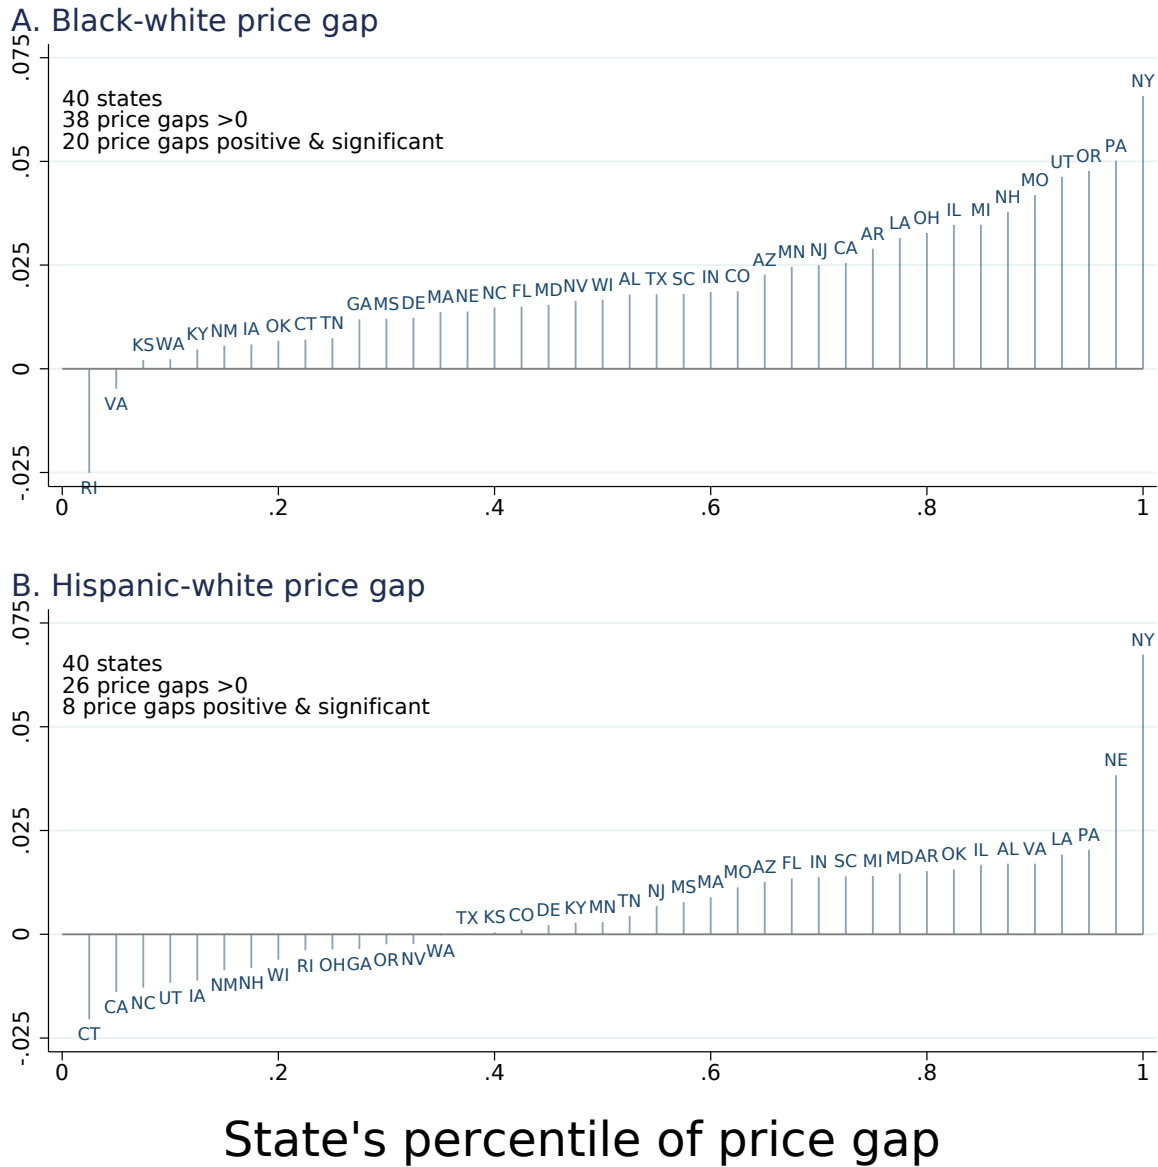 A. Black-white price gap
.075
.05
.025
0
-.025
40 states
38 price gaps >0
20 price gaps positive & significant
RI VA KS WA KY NM IA OK CT TN GA MS DE MA NE NC FL MD NV WI AL TX SC IN CO AZ MN NJ CA AR LA OH IL MI NH MO UT OR PA NY
0 .2 .4 .6 .8 1
B. Hispanic-white price gap
.075
.05
.025
0
-.025
40 states
26 price gaps >0
8 price gaps positive & significant
CT CA NC UT IA NM NH WI RI OH GA OR NV WA TX KS CO DE KY MN TN NJ MS MA MO AZ FL IN SC MI MD AR OK IL AL VA LA PA NE NY
0 .2 .4 .6 .8 1
State's percentile of price gap